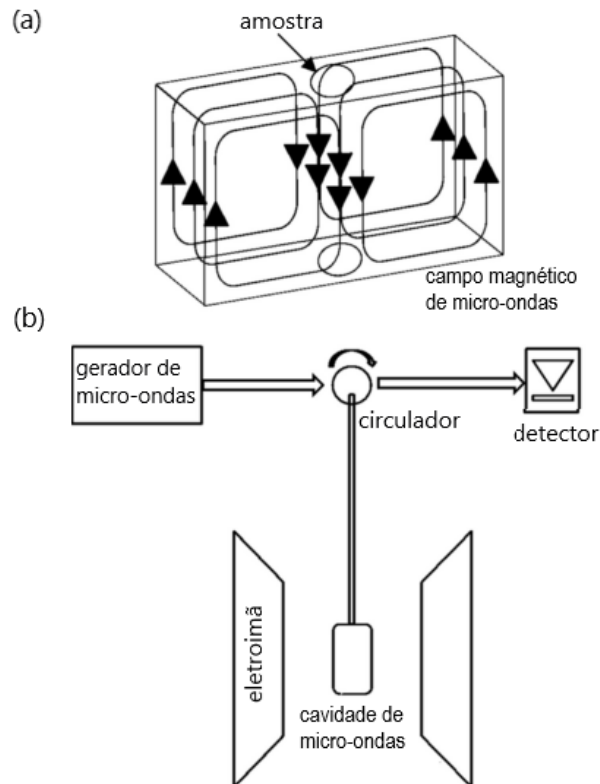 (a)
amostra
campo magnético
de micro-ondas
(b)
gerador de
micro-ondas
circulador
detector
eletroimã
cavidade de
micro-ondas